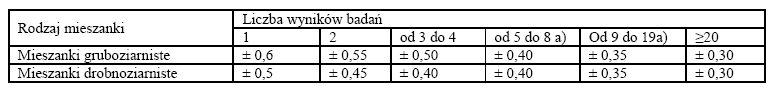 Rodzaj mieszanki Liczba wyników badań
1 2 od 3 do 4 od 5 do 8 a) Od 9 do 19a) ≥20
Mieszanki gruboziarniste ± 0,6 ± 0,55 ± 0,50 ± 0,40 ± 0,35 ± 0,30
Mieszanki drobnoziarniste ± 0,5 ± 0,45 ± 0,40 ± 0,40 ± 0,35 ± 0,30